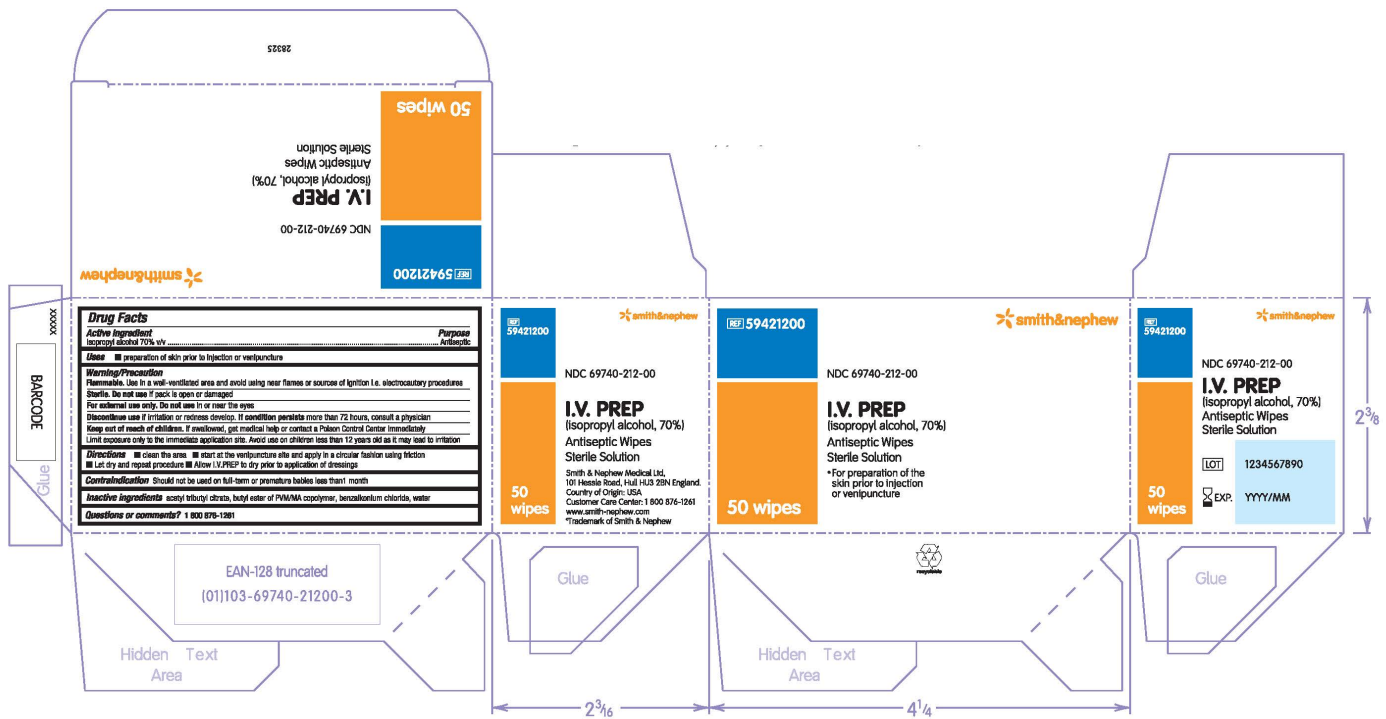 28325
50 wipes
I.V. PREP
(isopropyl alcohol, 70%)
Antiseptic Wipes
Sterile Solution
NDC 69740-212-00
REF 59421200
smith&nephew
XXXX
BARCODE
Glue
Drug Facts
Active Ingredient Purpose
Isopropyl alcohol 70% v/v Antiseptic
Uses ■ preparation of skin prior to injection or venipuncture
Warning/Precaution
Flammable. Use in a well-ventilated area and avoid using near flames or sources of ignition i.e. electrocautery procedures
Sterile. Do not use if pack is open or damaged
For external use only. Do not use in or near the eyes
Discontinue use if irritation or redness develop. If condition persists more than 72 hours, consult a physician
Keep out of reach of children. If swallowed, get medical help or contact a Poison Control Center immediately
Limit exposure only to the immediate application site. Avoid use on children less than 12 years old as it may lead to irritation
Directions ■ clean the area ■ start at the venipuncture site and apply in a circular fashion using friction
■ Let dry and repeat procedure ■ Allow I.V.PREP to dry prior to application of dressings
Contraindication Should not be used on full-term or premature babies less than1 month
Inactive ingredients acetyl tributyl citrate, butyl ester of PVM/MA copolymer, benzalkonium chloride, water
Questions or comments? 1 800 876-1261
EAN-128 truncated
(01)103-69740-21200-3
Hidden Text
Area
REF
59421200
smith&nephew
NDC 69740-212-00
I.V. PREP
(isopropyl alcohol, 70%)
Antiseptic Wipes
Sterile Solution
Smith & Nephew Medical Ltd,
101 Hessle Road, Hull HU3 2BN England.
Country of Origin: USA
Customer Care Center: 1 800 876-1261
www.smith-nephew.com
*Trademark of Smith & Nephew
50
wipes
Glue
2 3/16
REF 59421200
smith&nephew
NDC 69740-212-00
I.V. PREP
(isopropyl alcohol, 70%)
Antiseptic Wipes
Sterile Solution
*For preparation of the
skin prior to injection
or venipuncture
50 wipes
recyclable
Hidden Text
Area
4 1/4
REF
59421200
smith&nephew
NDC 69740-212-00
I.V. PREP
(isopropyl alcohol, 70%)
Antiseptic Wipes
Sterile Solution
LOT 1234567890
EXP. YYYY/MM
50
wipes
Glue
2 3/8